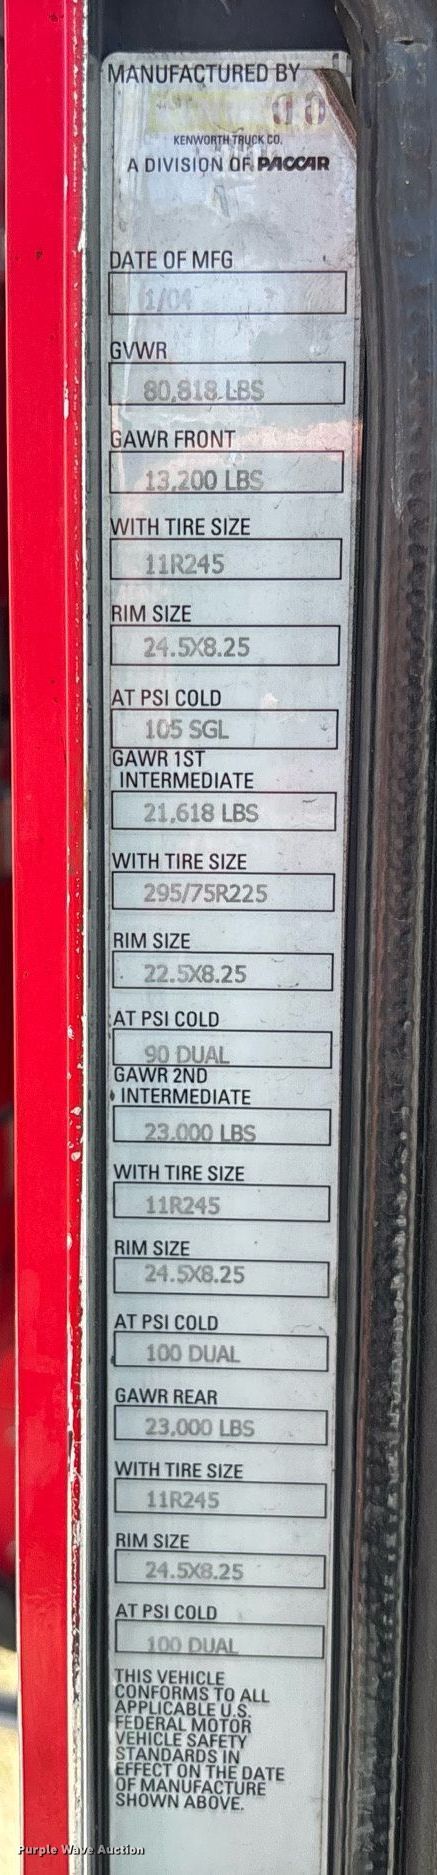 MANUFACTURED BY
KENWORTH TRUCK CO.
A DIVISION OF PACCAR
DATE OF MFG
1/04
GVWR
80,818 LBS
GAWR FRONT
13,200 LBS
WITH TIRE SIZE
11R245
RIM SIZE
24.5X8.25
AT PSI COLD
105 SGL
GAWR 1ST
INTERMEDIATE
21,618 LBS
WITH TIRE SIZE
295/75R225
RIM SIZE
22.5X8.25
AT PSI COLD
90 DUAL
GAWR 2ND
INTERMEDIATE
23,000 LBS
WITH TIRE SIZE
11R245
RIM SIZE
24.5X8.25
AT PSI COLD
100 DUAL
GAWR REAR
23,000 LBS
WITH TIRE SIZE
11R245
RIM SIZE
24.5X8.25
AT PSI COLD
100 DUAL
THIS VEHICLE
CONFORMS TO ALL
APPLICABLE U.S.
FEDERAL MOTOR
VEHICLE SAFETY
STANDARDS IN
EFFECT ON THE DATE
OF MANUFACTURE
SHOWN ABOVE.
Purple Wave Auction